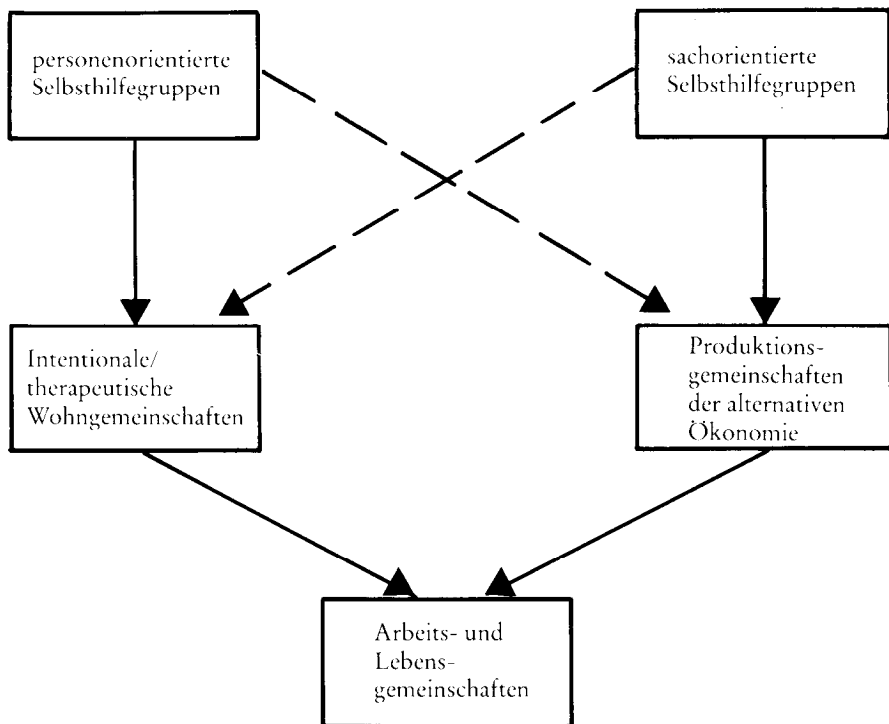 personenorientierte
Selbsthilfegruppen
sachorientierte
Selbsthilfegruppen
Intentionale/
therapeutische
Wohngemeinschaften
Produktions-
gemeinschaften
der alternativen
Ökonomie
Arbeits- und
Lebens-
gemeinschaften